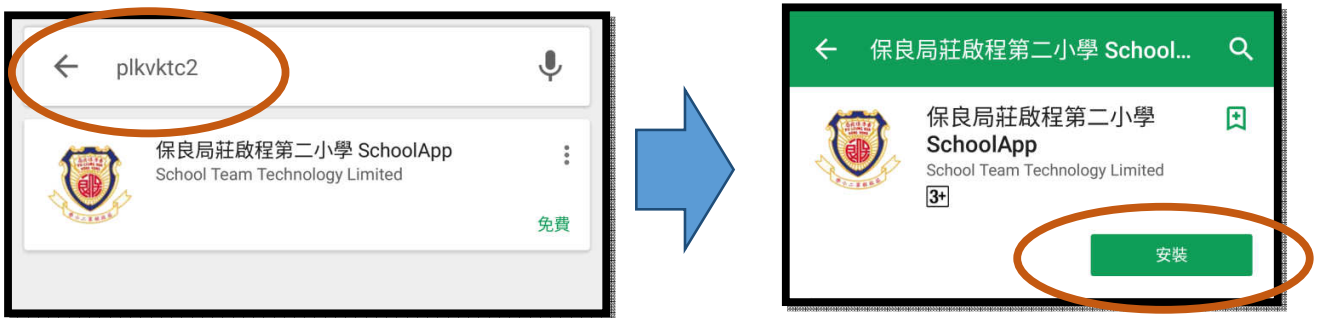 plkvktc2
保良局莊啟程第二小學 SchoolApp
School Team Technology Limited
免費
保良局莊啟程第二小學 School...
保良局莊啟程第二小學
SchoolApp
School Team Technology Limited
3+
安裝